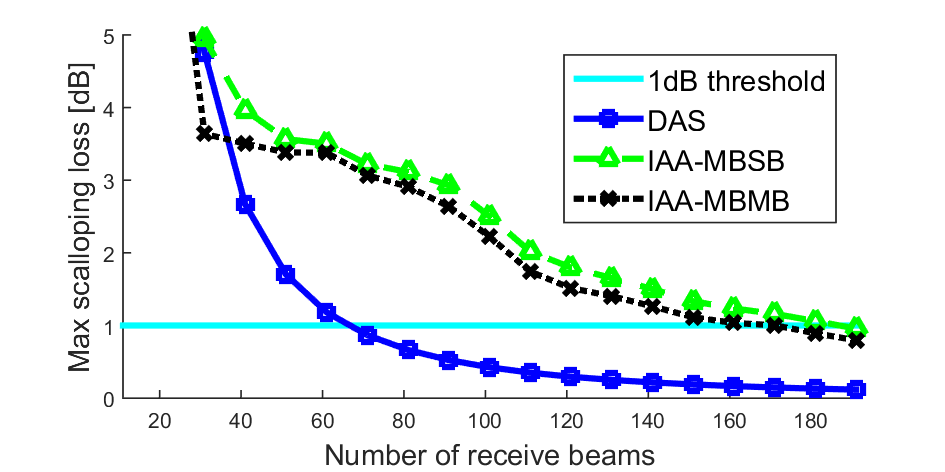 5
4
3
2
1
0
Max scalloping loss [dB]
1dB threshold
DAS
IAA-MBSB
IAA-MBMB
20 40 60 80 100 120 140 160 180
Number of receive beams